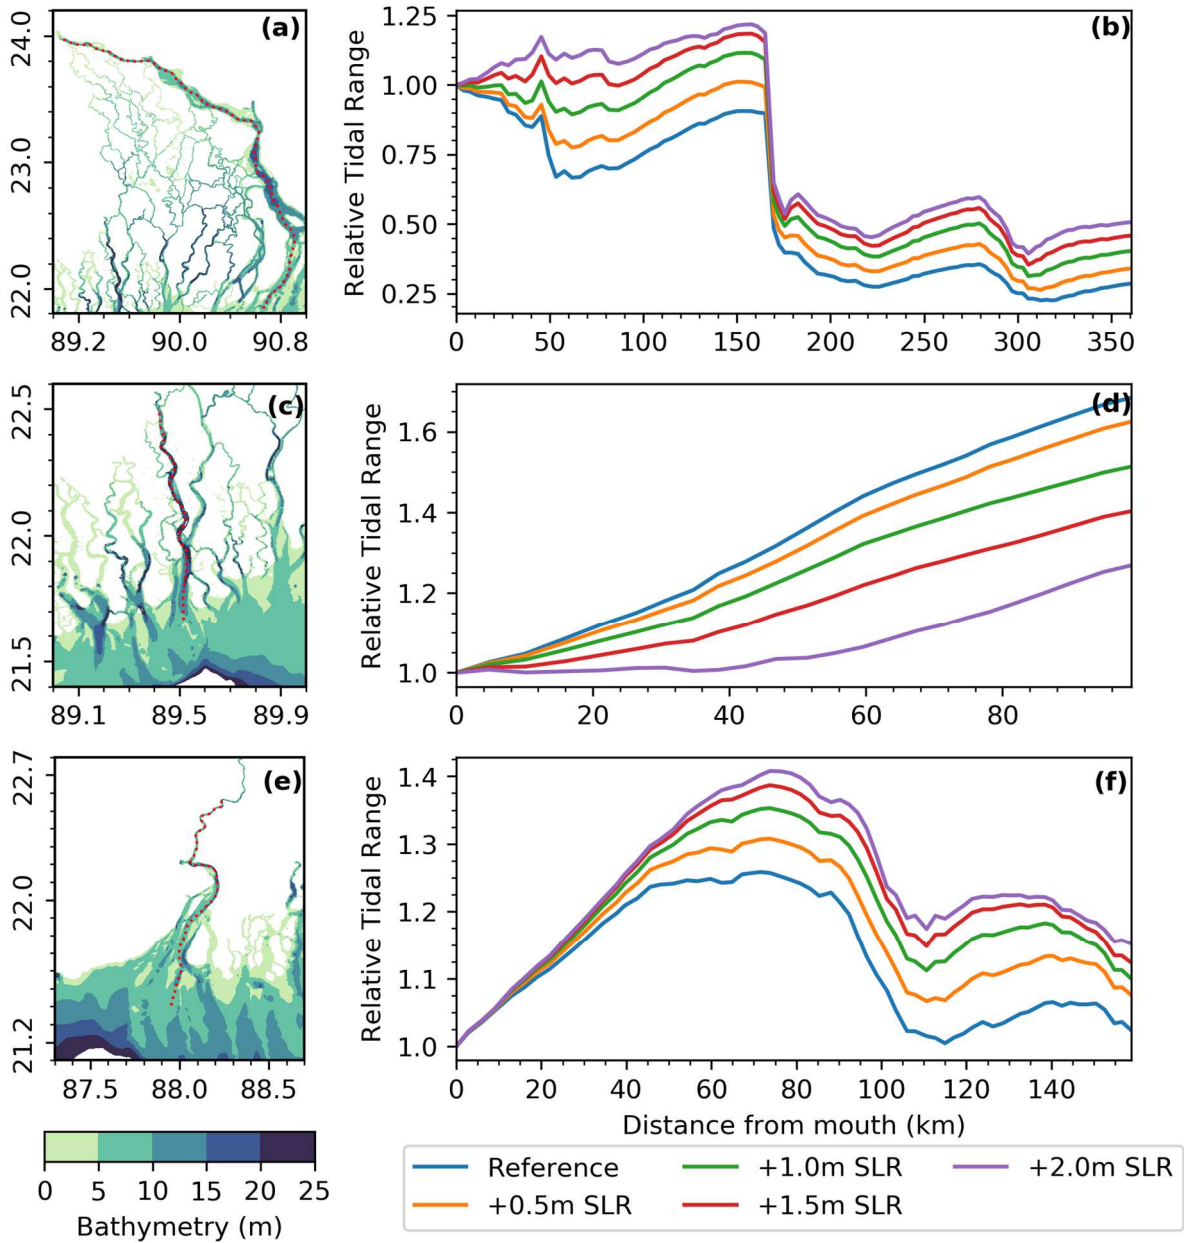 (a)
24.0
23.0
22.0
89.2 90.0 90.8
(b)
Relative Tidal Range
1.25
1.00
0.75
0.50
0.25
0 50 100 150 200 250 300 350
(c)
22.5
22.0
21.5
89.1 89.5 89.9
(d)
Relative Tidal Range
1.6
1.4
1.2
1.0
0 20 40 60 80
(e)
22.7
22.0
21.2
87.5 88.0 88.5
(f)
Relative Tidal Range
1.4
1.3
1.2
1.1
1.0
0 20 40 60 80 100 120 140
Distance from mouth (km)
0 5 10 15 20 25
Bathymetry (m)
Reference +1.0m SLR +2.0m SLR
+0.5m SLR +1.5m SLR